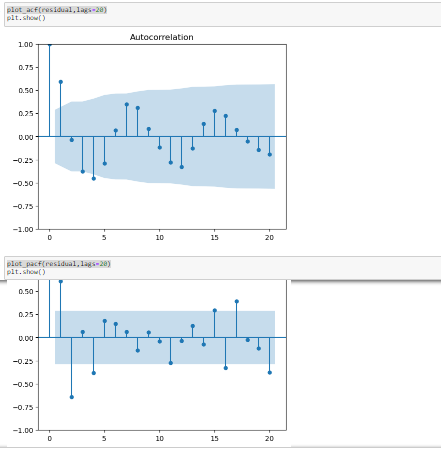 plot_acf(residual,lags=20)
plt.show()
Autocorrelation
1.00
0.75
0.50
0.25
0.00
−0.25
−0.50
−0.75
−1.00
0 5 10 15 20
plot_pacf(residual,lags=20)
plt.show()
0.50
0.25
0.00
−0.25
−0.50
−0.75
−1.00
0 5 10 15 20